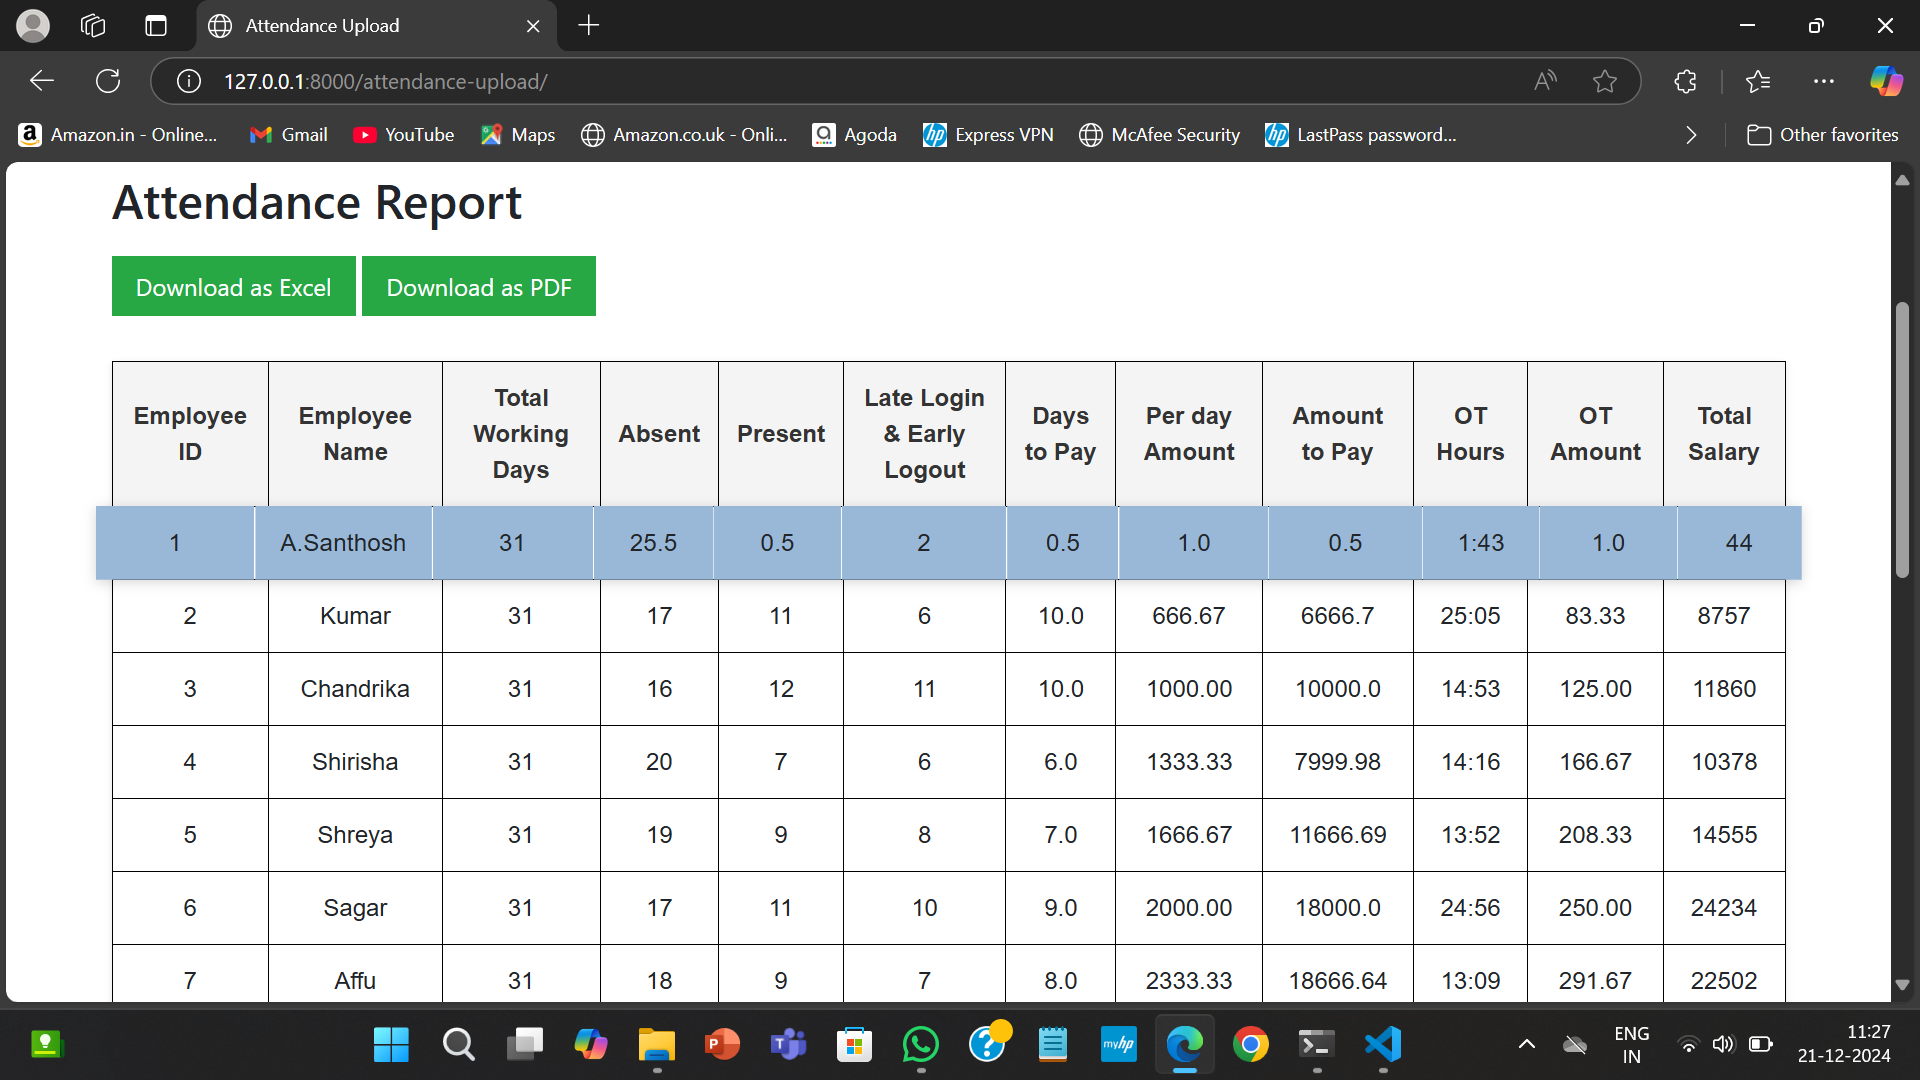 Attendance Upload
127.0.0.1:8000/attendance-upload/
Amazon.in - Online... Gmail YouTube Maps Amazon.co.uk - Onli... Agoda Express VPN McAfee Security LastPass password... Other favorites
Attendance Report
Download as Excel Download as PDF
Employee ID Employee Name Total Working Days Absent Present Late Login & Early Logout Days to Pay Per day Amount Amount to Pay OT Hours OT Amount Total Salary
1 A.Santhosh 31 25.5 0.5 2 0.5 1.0 0.5 1:43 1.0 44
2 Kumar 31 17 11 6 10.0 666.67 6666.7 25:05 83.33 8757
3 Chandrika 31 16 12 11 10.0 1000.00 10000.0 14:53 125.00 11860
4 Shirisha 31 20 7 6 6.0 1333.33 7999.98 14:16 166.67 10378
5 Shreya 31 19 9 8 7.0 1666.67 11666.69 13:52 208.33 14555
6 Sagar 31 17 11 10 9.0 2000.00 18000.0 24:56 250.00 24234
7 Affu 31 18 9 7 8.0 2333.33 18666.64 13:09 291.67 22502
ENG
IN
11:27
21-12-2024
myhp